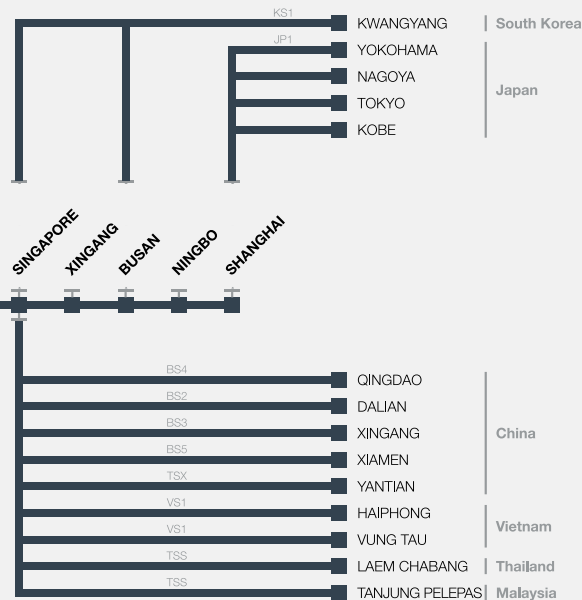 KS1
KWANGYANG
South Korea
JP1
YOKOHAMA
NAGOYA
Japan
TOKYO
KOBE
SINGAPORE
XINGANG
BUSAN
NINGBO
SHANGHAI
BS4
QINGDAO
BS2
DALIAN
BS3
XINGANG
China
BS5
XIAMEN
TSX
YANTIAN
VS1
HAIPHONG
Vietnam
VS1
VUNG TAU
TSS
LAEM CHABANG
Thailand
TSS
TANJUNG PELEPAS
Malaysia